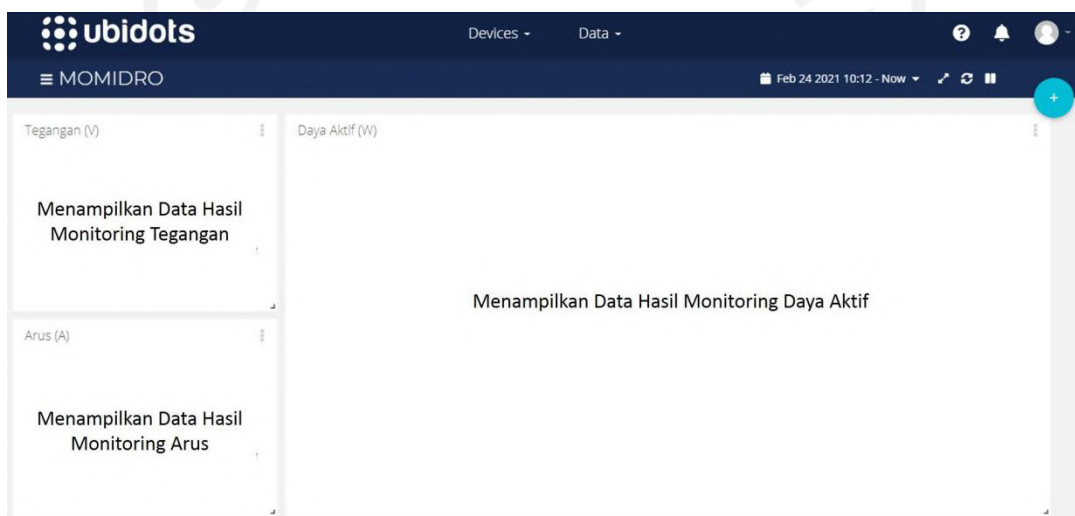 ubidots
Devices Data
?
MOMIDRO
Feb 24 2021 10:12 - Now
+
Tegangan (V)
Menampilkan Data Hasil
Monitoring Tegangan
Daya Aktif (W)
Menampilkan Data Hasil Monitoring Daya Aktif
Arus (A)
Menampilkan Data Hasil
Monitoring Arus